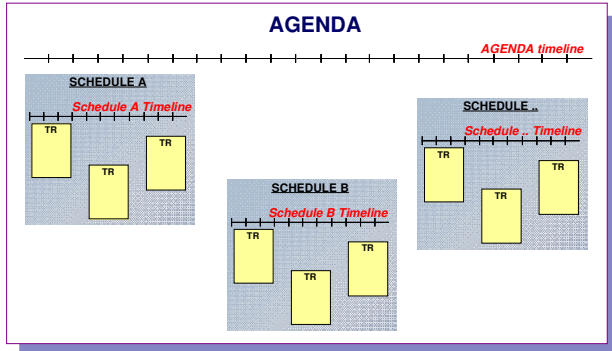 AGENDA
AGENDA timeline
SCHEDULE A
Schedule A Timeline
TR
TR
TR
SCHEDULE B
Schedule B Timeline
TR
TR
TR
SCHEDULE ..
Schedule .. Timeline
TR
TR
TR